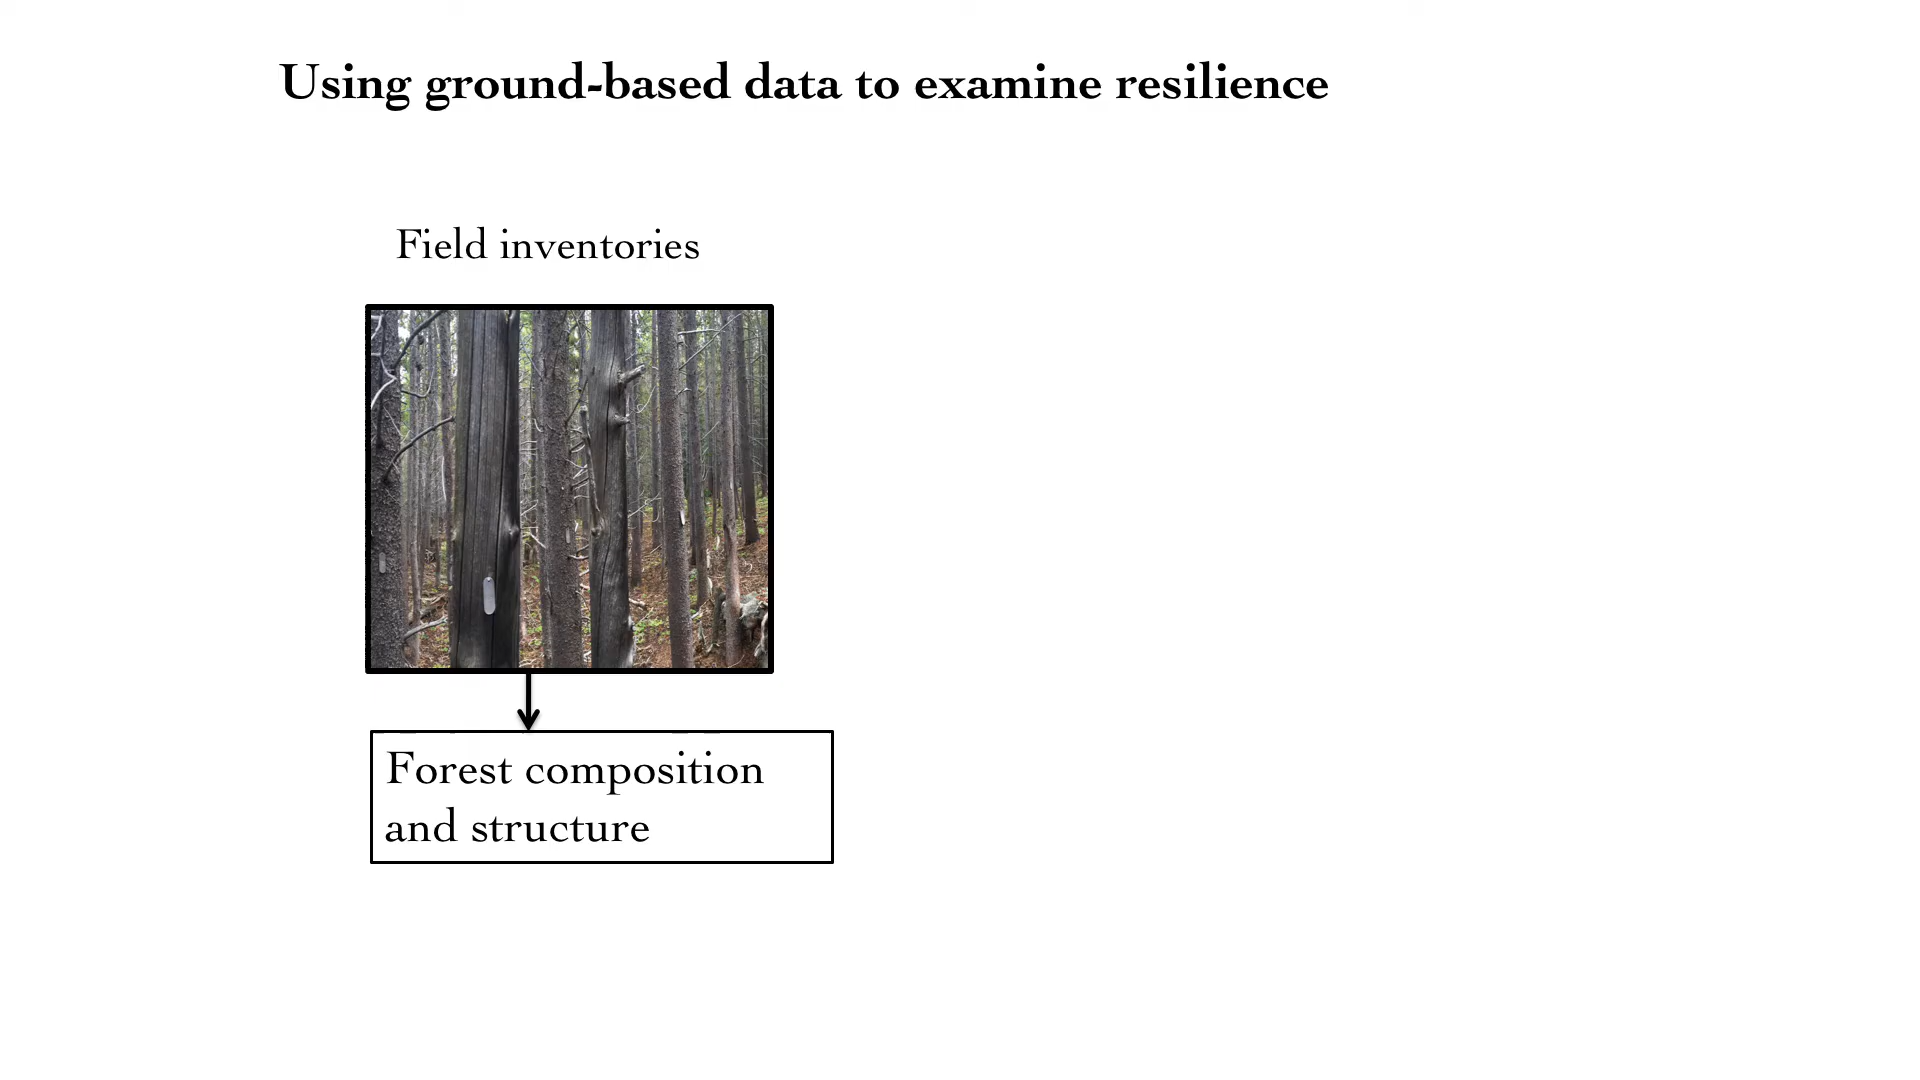 Using ground-based data to examine resilience
Field inventories
Forest composition
and structure